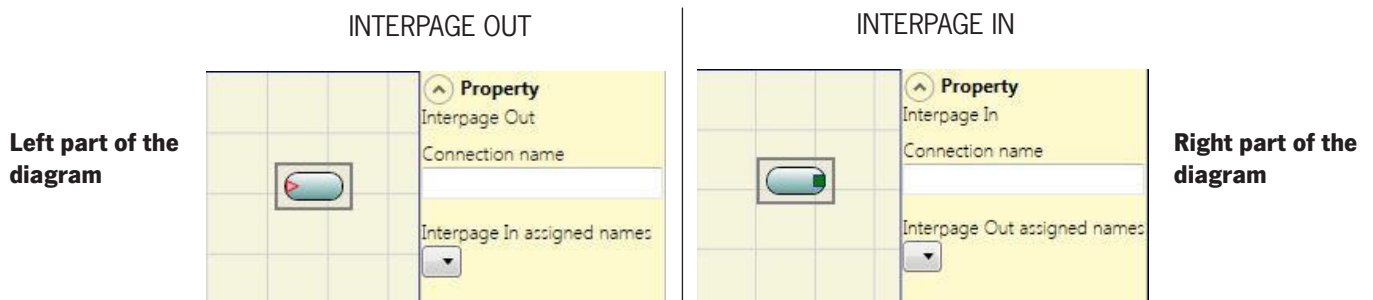 INTERPAGE OUT
INTERPAGE IN
Left part of the
diagram
Property
Interpage Out
Connection name
Interpage In assigned names
Property
Interpage In
Connection name
Interpage Out assigned names
Right part of the
diagram